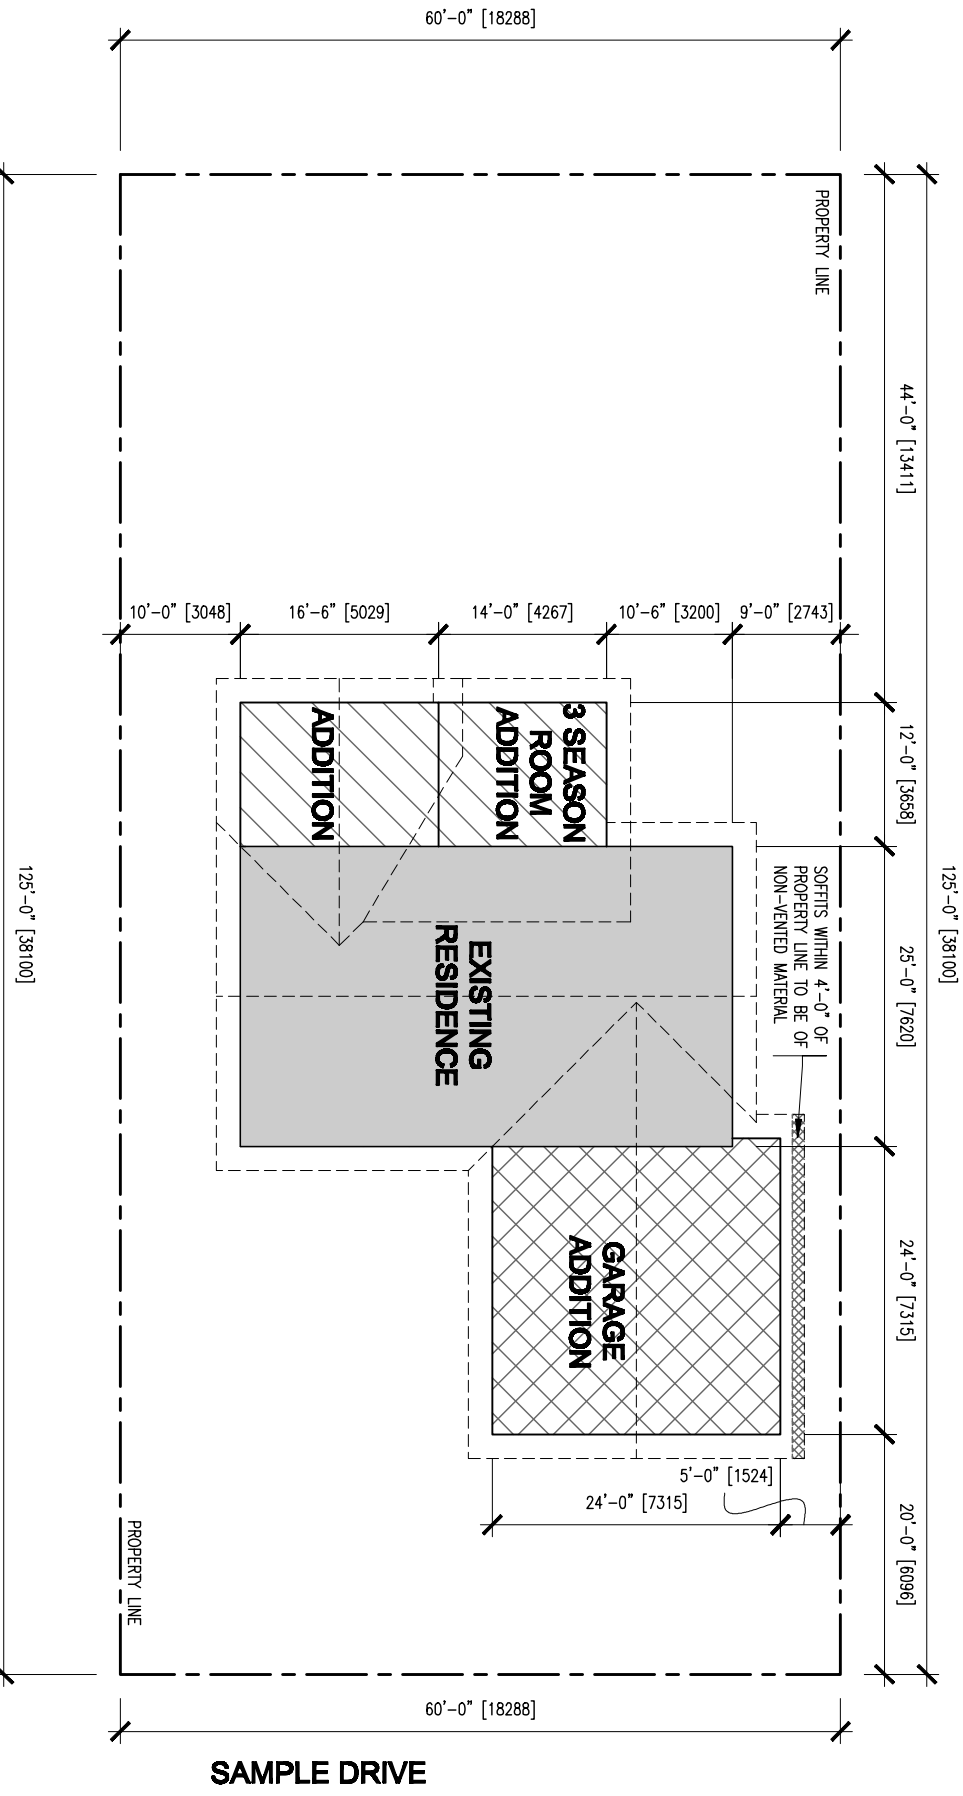 60'-0" [18288]
PROPERTY LINE
44'-0" [13411]
10'-0" [3048]
16'-6" [5029]
14'-0" [4267]
10'-6" [3200]
9'-0" [2743]
12'-0" [3658]
3 SEASON
ROOM
ADDITION
ADDITION
125'-0" [38100]
125'-0" [38100]
SOFFITS WITHIN 4'-0" OF
PROPERTY LINE TO BE OF
NON-VENTED MATERIAL
25'-0" [7620]
EXISTING
RESIDENCE
24'-0" [7315]
GARAGE
ADDITION
5'-0" [1524]
24'-0" [7315]
20'-0" [6096]
PROPERTY LINE
60'-0" [18288]
SAMPLE DRIVE